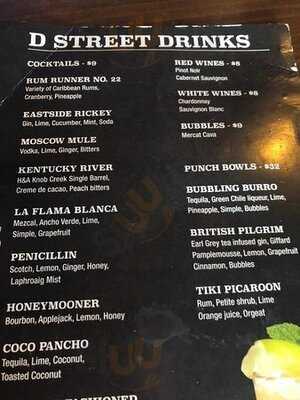 D STREET DRINKS
COCKTAILS - $9
RUM RUNNER NO. 22
Variety of Caribbean Rums,
Cranberry, Pineapple
EASTSIDE RICKEY
Gin, Lime, Cucumber, Mint, Soda
MOSCOW MULE
Vodka, Lime, Ginger, Bitters
KENTUCKY RIVER
H&A Knob Creek Single Barrel,
Creme de cacao, Peach bitters
LA FLAMA BLANCA
Mezcal, Ancho Verde, Lime,
Simple, Grapefruit
PENICILLIN
Scotch, Lemon, Ginger, Honey,
Laphroaig Mist
HONEYMOONER
Bourbon, Applejack, Lemon, Honey
COCO PANCHO
Tequila, Lime, Coconut,
Toasted Coconut
FASHIONED
RED WINES - $8
Pinot Noir
Cabernet Sauvignon
WHITE WINES - $8
Chardonnay
Sauvignon Blanc
BUBBLES - $9
Mercat Cava
PUNCH BOWLS - $32
BUBBLING BURRO
Tequila, Green Chile liqueur, Lime,
Pineapple, Simple, Bubbles
BRITISH PILGRIM
Earl Grey tea infused gin, Giffard
Pamplemousse, Lemon, Grapefruit
Cinnamon, Bubbles
TIKI PICAROON
Rum, Petite shrub, Lime
Orange juice, Orgeat